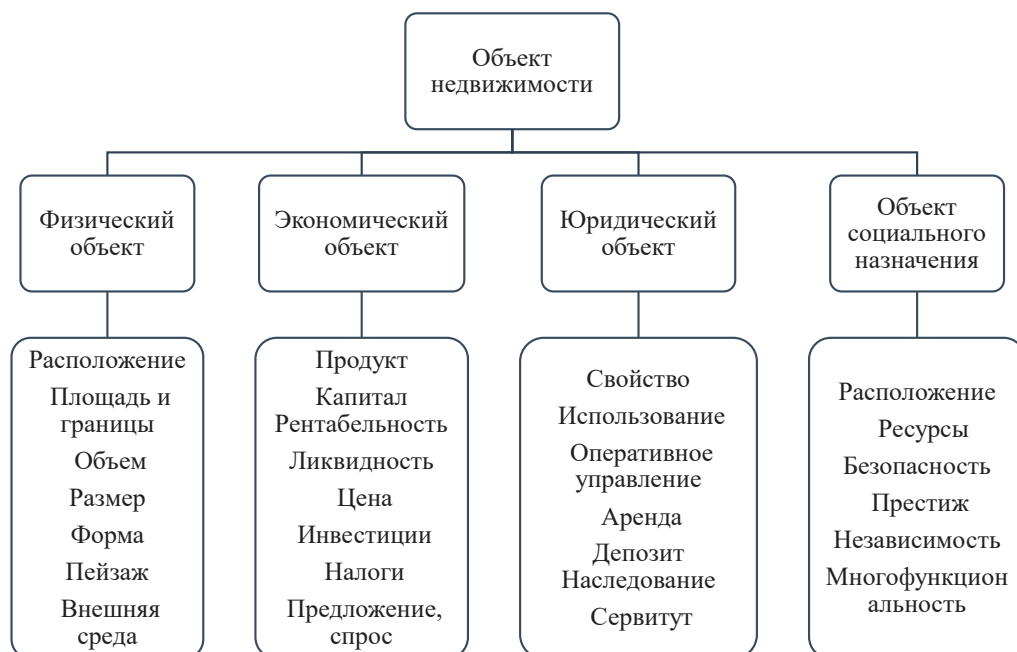 Объект
недвижимости
Физический
объект
Экономический
объект
Юридический
объект
Объект
социального
назначения
Расположение
Площадь и
границы
Объем
Размер
Форма
Пейзаж
Внешняя
среда
Продукт
Капитал
Рентабельность
Ликвидность
Цена
Инвестиции
Налоги
Предложение,
спрос
Свойство
Использование
Оперативное
управление
Аренда
Депозит
Наследование
Сервитут
Расположение
Ресурсы
Безопасность
Престиж
Независимость
Многофункцион
альность